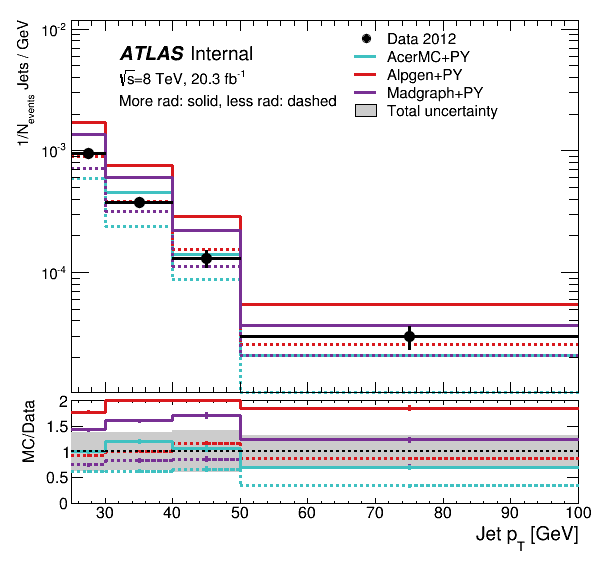 10⁻²
10⁻³
10⁻⁴
1/N_events Jets / GeV
ATLAS Internal
√s=8 TeV, 20.3 fb⁻¹
More rad: solid, less rad: dashed
Data 2012
AcerMC+PY
Alpgen+PY
Madgraph+PY
Total uncertainty
MC/Data
2
1.5
1
0.5
0
30 40 50 60 70 80 90 100
Jet p_T [GeV]